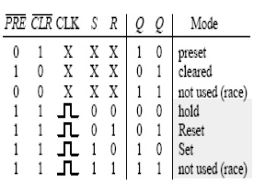 PRE CLR CLK S R Q Q Mode
0 1 X X X 1 0 preset
1 0 X X X 0 1 cleared
0 0 X X X 1 1 not used (race)
1 1 0 0 0 0 hold
1 1 0 1 0 1 Reset
1 1 1 0 1 0 Set
1 1 1 1 1 1 not used (race)